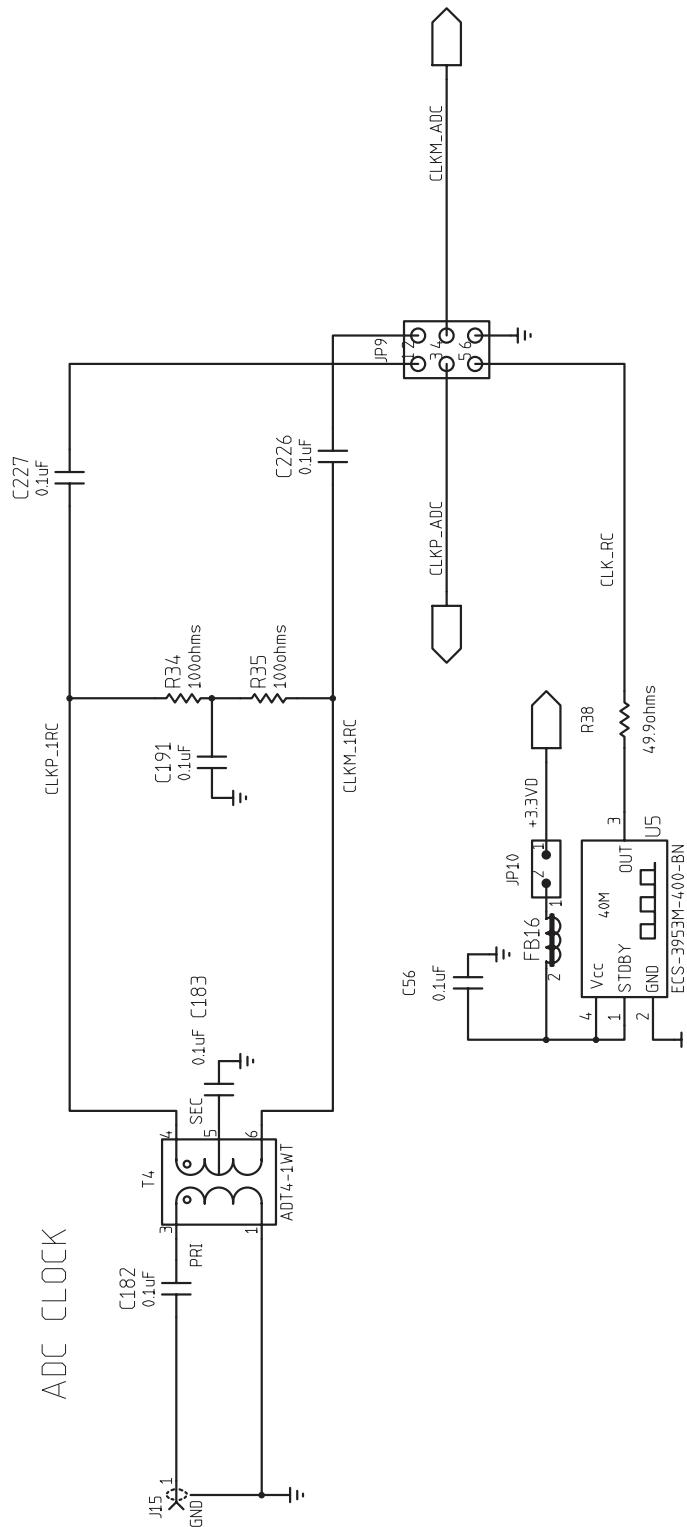 ADC CLOCK
J15
1
GND
C182
0.1uF
PRI
T4
3
1
4
5
6
SEC
ADT4-1WT
0.1uF C183
CLKP_1RC
CLKM_1RC
C191
0.1uF
R34
100ohms
R35
100ohms
C227
0.1uF
C226
0.1uF
JP9
1 2
3 4
5 6
CLKP_ADC
CLKM_ADC
CLK_RC
C56
0.1uF
FB16
2
1
JP10
2
1
+3.3VD
R38
49.9ohms
4
1
2
Vcc
STDBY
GND
40M
OUT
3
U5
ECS-3953M-400-BN